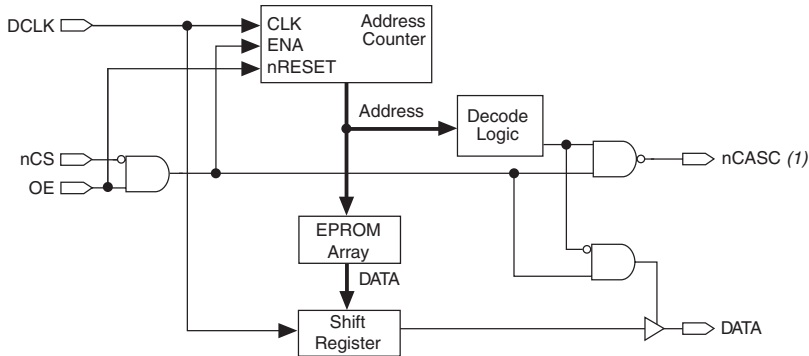 DCLK
CLK
Address
Counter
ENA
nRESET
Address
Decode
Logic
nCS
OE
nCASC (1)
EPROM
Array
DATA
Shift
Register
DATA